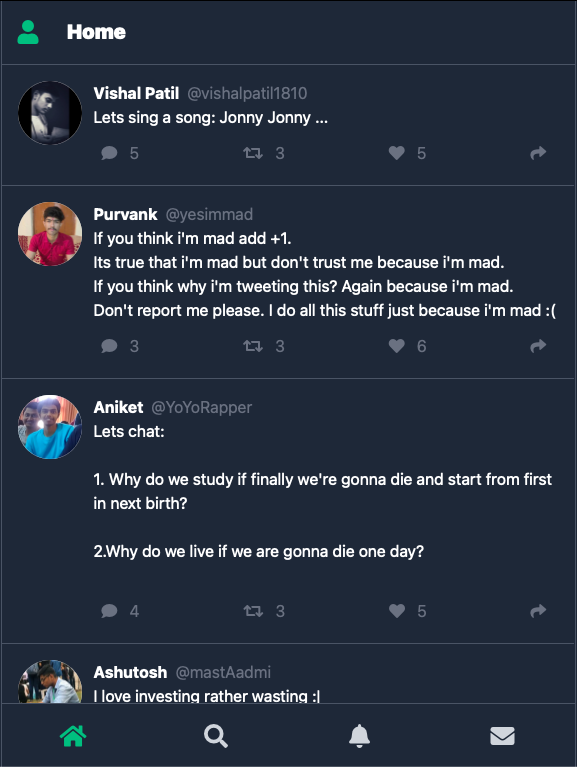 Home
Vishal Patil @vishalpatil1810
Lets sing a song: Jonny Jonny ...
5 3 5
Purvank @yesimmad
If you think i'm mad add +1.
Its true that i'm mad but don't trust me because i'm mad.
If you think why i'm tweeting this? Again because i'm mad.
Don't report me please. I do all this stuff just because i'm mad :(
3 3 6
Aniket @YoYoRapper
Lets chat:
1. Why do we study if finally we're gonna die and start from first
in next birth?
2.Why do we live if we are gonna die one day?
4 3 5
Ashutosh @mastAadmi
I love investing rather wasting :|